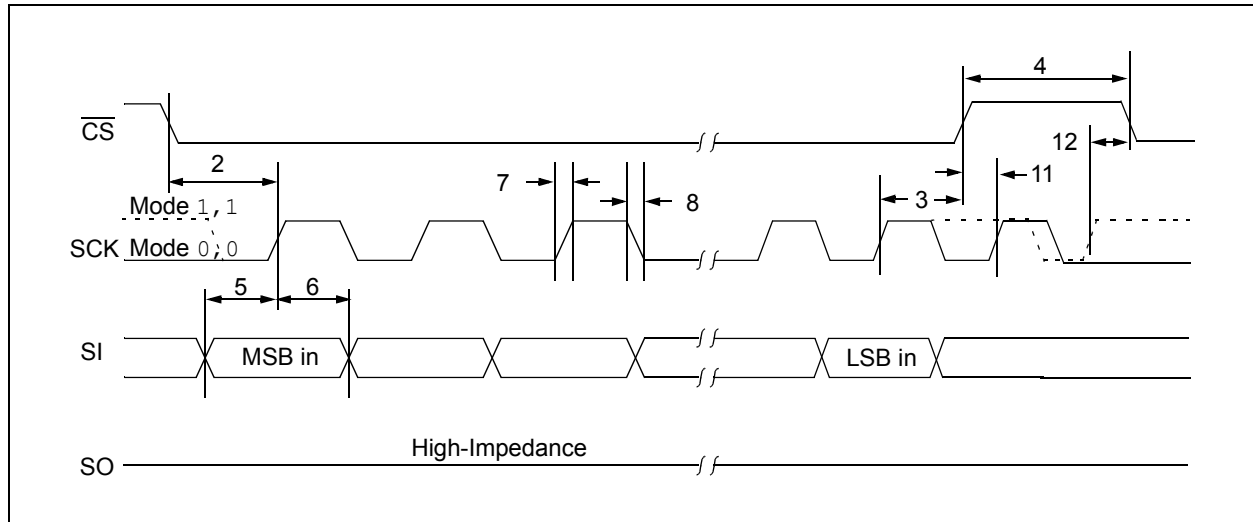 4
C̅S̅
12
2
11
7
3
8
Mode 1,1
SCK Mode 0,0
5
6
SI
MSB in
LSB in
High-Impedance
SO